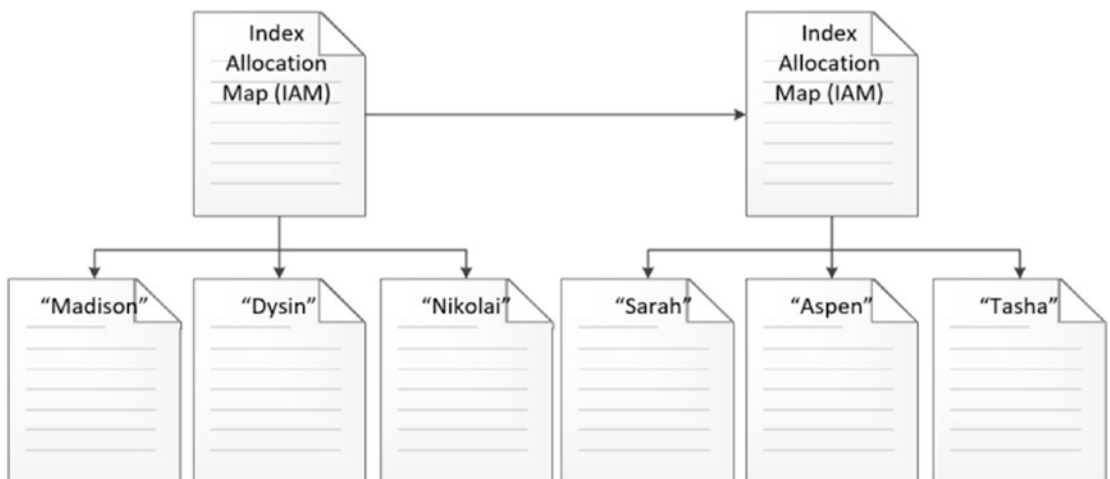 Index
Allocation
Map (IAM)
Index
Allocation
Map (IAM)
“Madison”
“Dysin”
“Nikolai”
“Sarah”
“Aspen”
“Tasha”